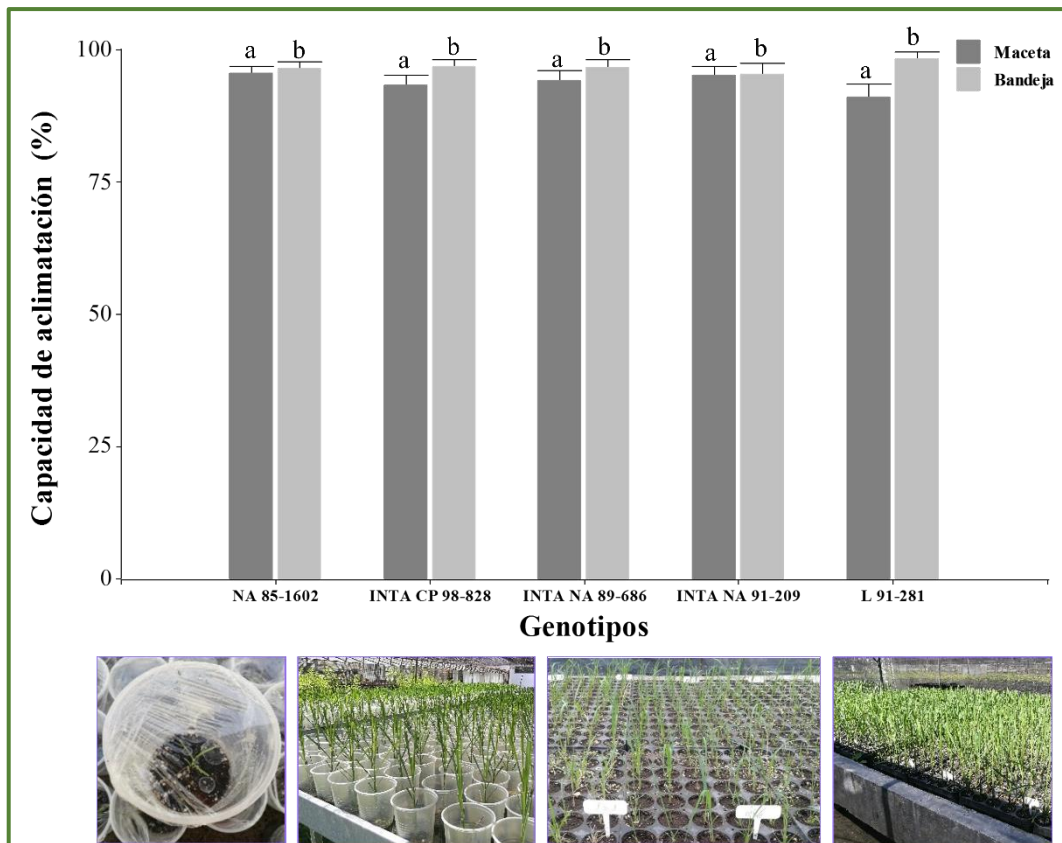 Capacidad de aclimatación (%)
100
75
50
25
0
a b a b a b a b a b
Maceta
Bandeja
NA 85-1602 INTA CP 98-828 INTA NA 89-686 INTA NA 91-209 L 91-281
Genotipos